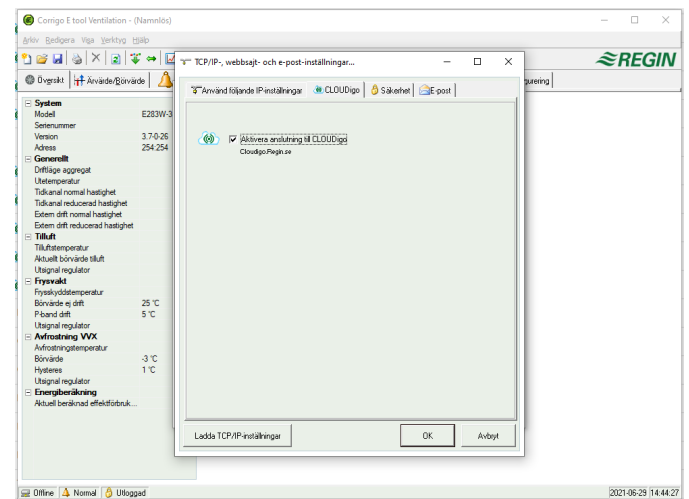 Corrigo E tool Ventilation - (Namnlös)
Arkiv Redigera Visa Verktyg Hjälp
REGIN
Översikt Ärvärde/Börvärde
gurering
System
Modell E283W-3
Serienummer
Version 3.7-0-26
Adress 254:254
Generellt
Driftläge aggregat
Utetemperatur
Tidkanal normal hastighet
Tidkanal reducerad hastighet
Extern drift normal hastighet
Extern drift reducerad hastighet
Tilluft
Tilluftstemperatur
Aktuellt börvärde tilluft
Utsignal regulator
Frysvakt
Frysskyddstemperatur
Börvärde ej drift 25 °C
P-band drift 5 °C
Utsignal regulator
Avfrostning VVX
Avfrostningstemperatur
Börvärde -3 °C
Hysteres 1 °C
Utsignal regulator
Energiberäkning
Aktuell beräknad effektförbruk...
TCP/IP-, webbsajt- och e-post-inställningar...
Använd följande IP-inställningar CLOUDigo Säkerhet E-post
Aktivera anslutning till CLOUDigo
Cloudigo.Regin.se
Ladda TCP/IP-inställningar OK Avbryt
Offline Normal Utloggad 2021-06-29 14:44:27